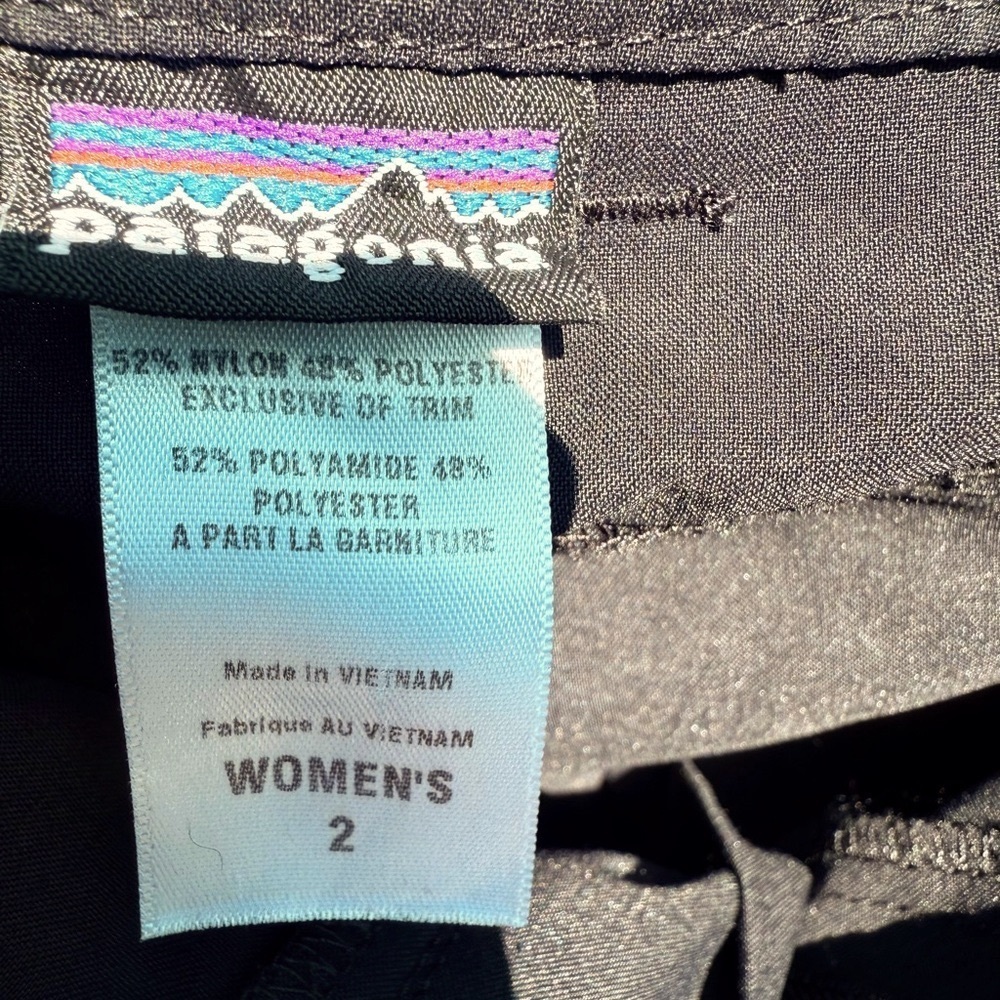 patagonia
52% NYLON 48% POLYESTER
EXCLUSIVE OF TRIM
52% POLYAMIDE 48%
POLYESTER
A PART LA GARNITURE
Made in VIETNAM
Fabrique AU VIETNAM
WOMEN'S
2